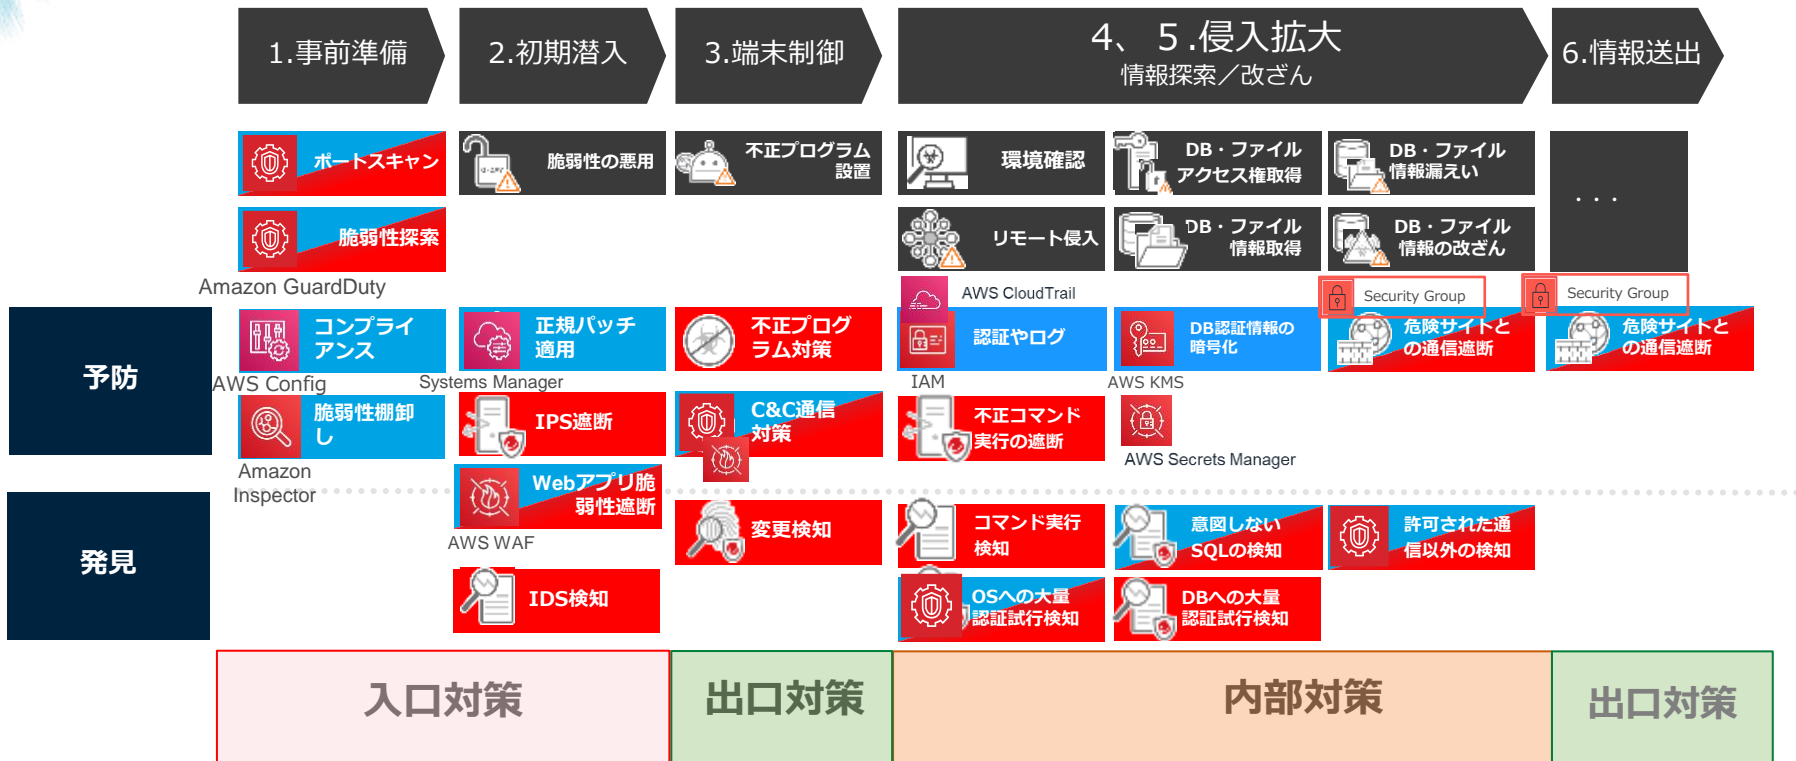 1.事前準備
2.初期潜入
3.端末制御
4、５.侵入拡大
情報探索／改ざん
6.情報送出
ポートスキャン
脆弱性の悪用
不正プログラム
設置
環境確認
DB・ファイル
アクセス権取得
DB・ファイル
情報漏えい
・・・
脆弱性探索
リモート侵入
DB・ファイル
情報取得
DB・ファイル
情報の改ざん
Amazon GuardDuty
AWS CloudTrail
Security Group
Security Group
予防
コンプライ
アンス
正規パッチ
適用
不正プログ
ラム対策
認証やログ
DB認証情報の
暗号化
危険サイトと
の通信遮断
危険サイトと
の通信遮断
AWS Config
Systems Manager
IAM
AWS KMS
脆弱性棚卸
し
IPS遮断
C&C通信
対策
不正コマンド
実行の遮断
AWS Secrets Manager
Amazon
Inspector
Webアプリ脆
弱性遮断
AWS WAF
発見
IDS検知
変更検知
コマンド実行
検知
意図しない
SQLの検知
許可された通
信以外の検知
OSへの大量
認証試行検知
DBへの大量
認証試行検知
入口対策
出口対策
内部対策
出口対策